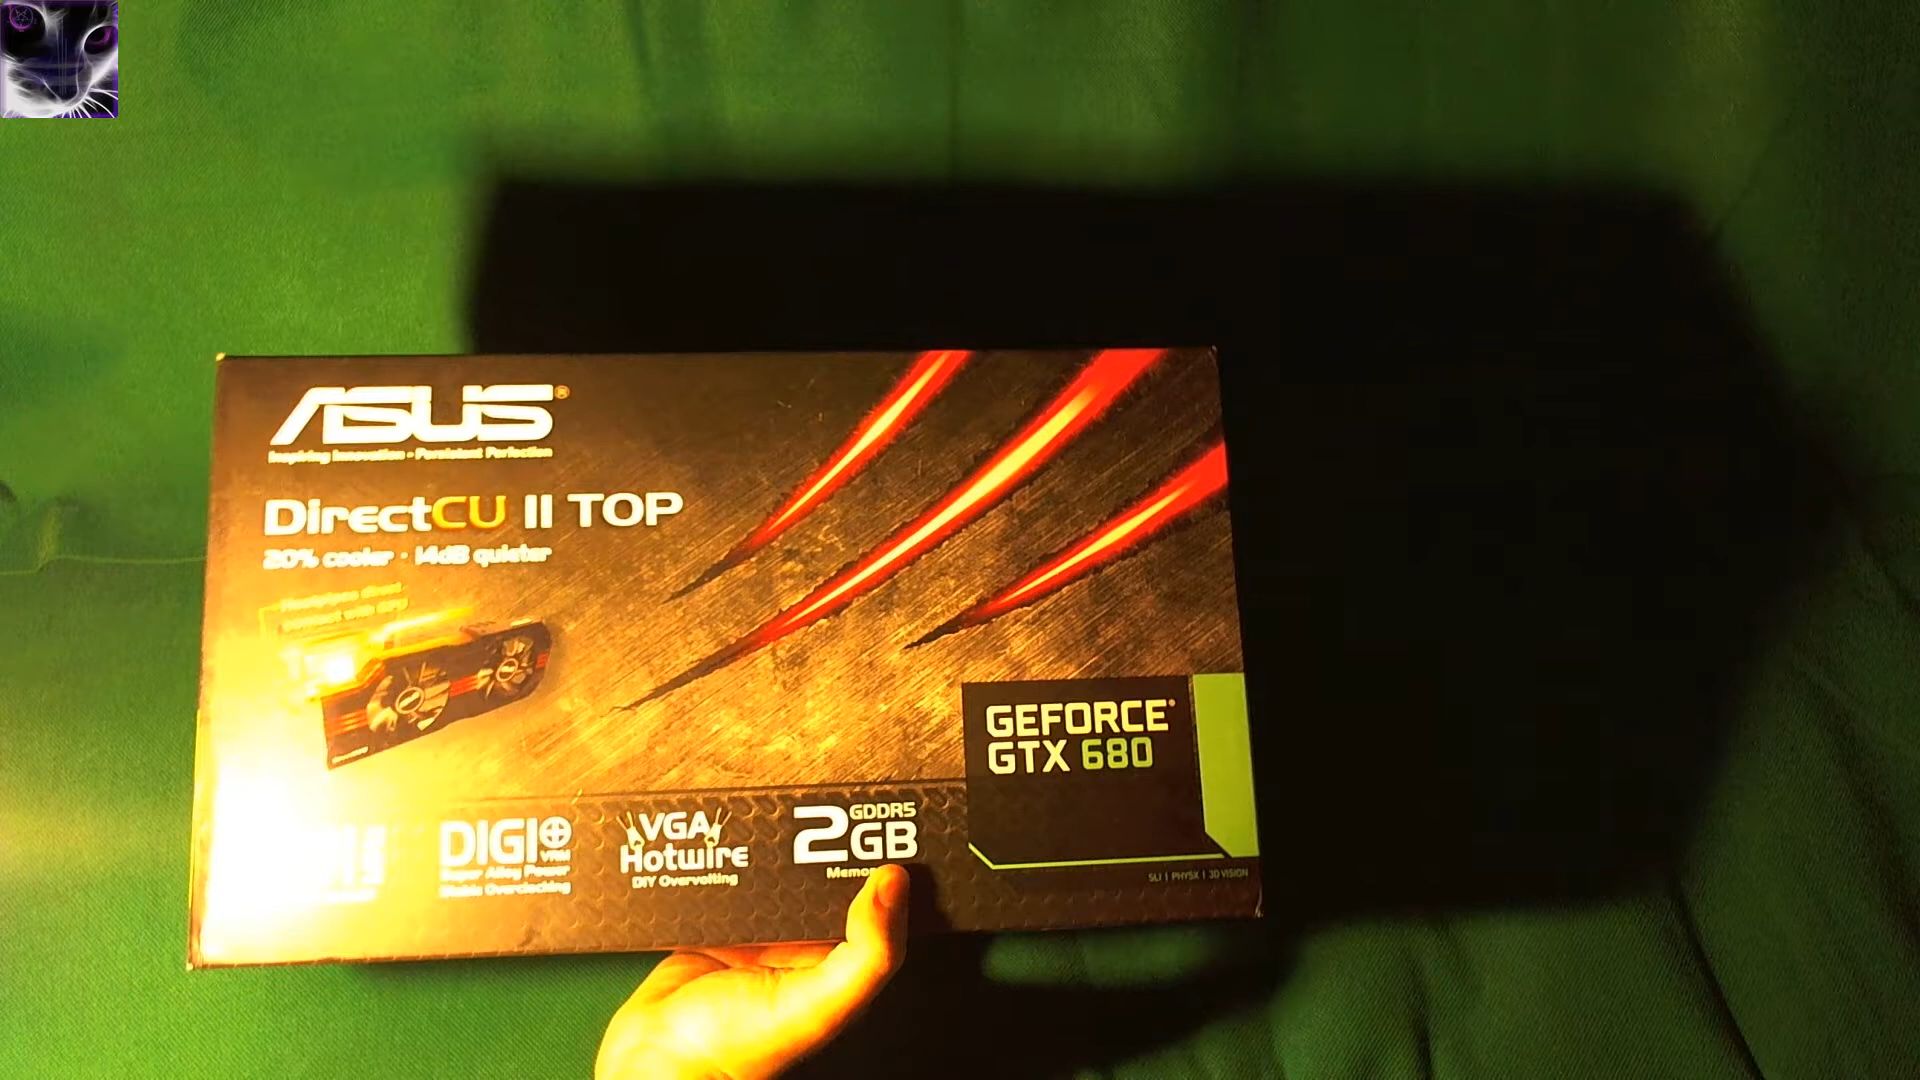 ASUS®
Inspiring Innovation • Persistent Perfection
DirectCU II TOP
20% cooler • 14dB quieter
GEFORCE®
GTX 680
DIGI+
VRM
Super Alloy Power
Stable Overclocking
VGA
Hotwire
DIY Overvolting
2GB
GDDR5
SLI | PHYSX | 3D VISION